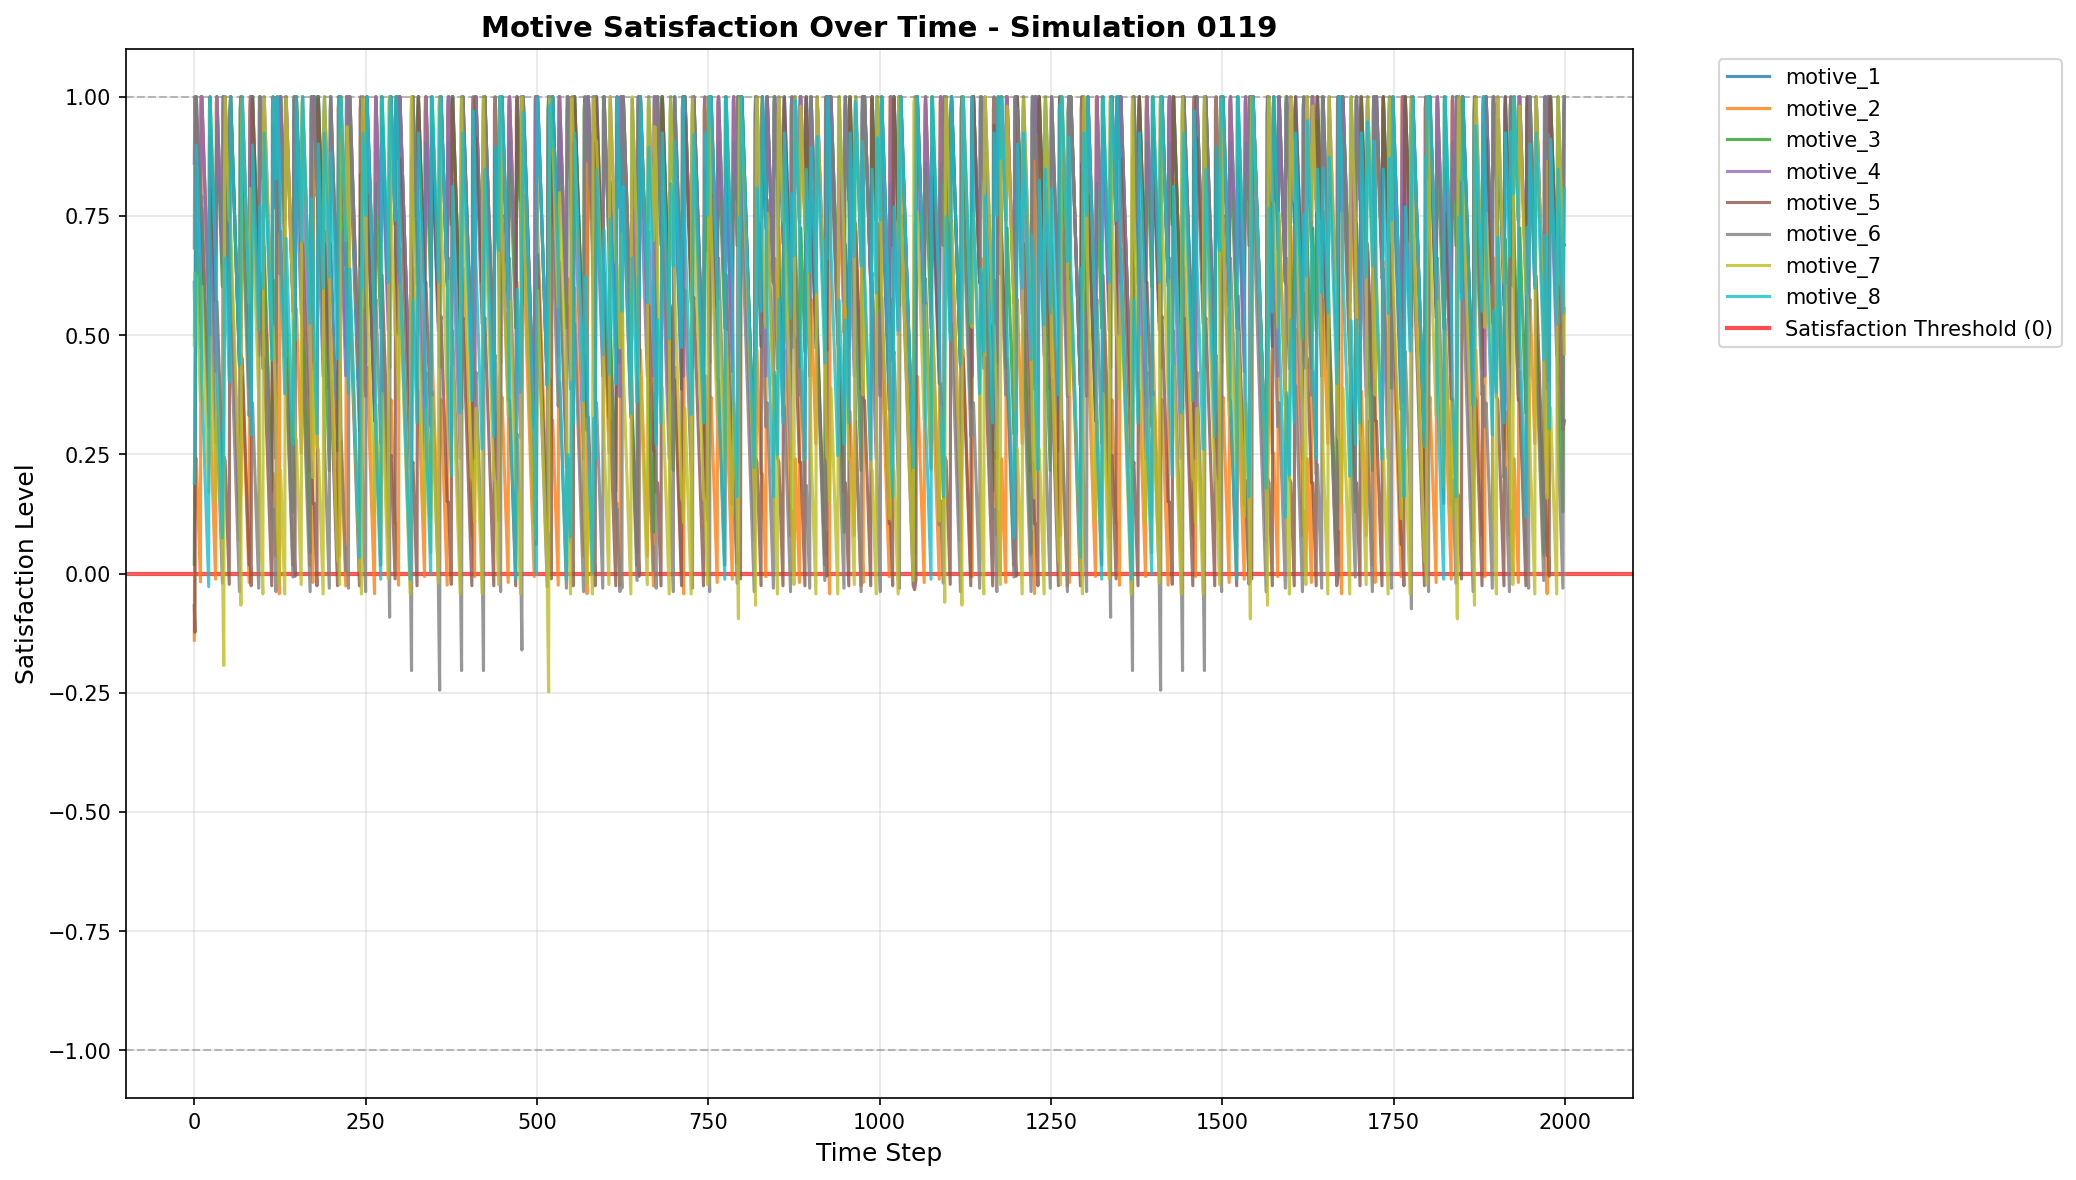 Motive Satisfaction Over Time - Simulation 0119
Satisfaction Level
1.00
0.75
0.50
0.25
0.00
−0.25
−0.50
−0.75
−1.00
0
250
500
750
1000
1250
1500
1750
2000
Time Step
motive_1
motive_2
motive_3
motive_4
motive_5
motive_6
motive_7
motive_8
Satisfaction Threshold (0)